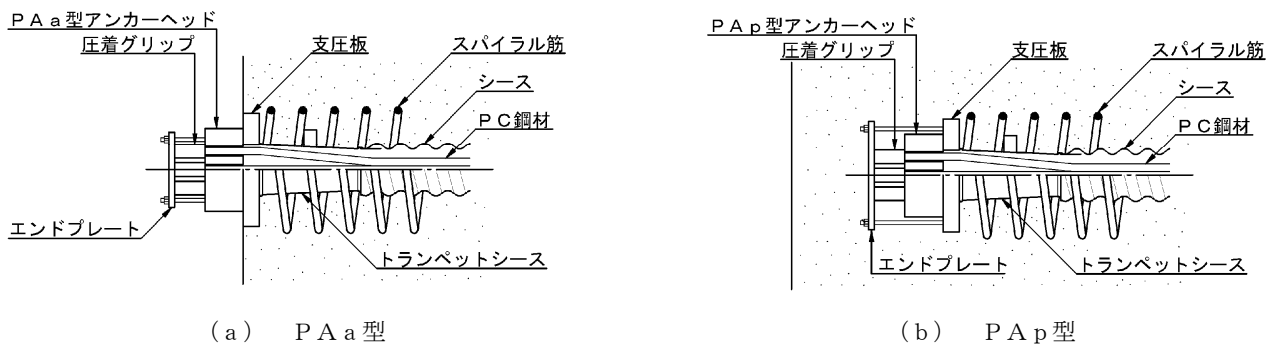 ＰＡａ型アンカーヘッド
圧着グリップ
支圧板
スパイラル筋
シース
ＰＣ鋼材
エンドプレート
トランペットシース
（ａ）　ＰＡａ型
ＰＡｐ型アンカーヘッド
圧着グリップ
支圧板
スパイラル筋
シース
ＰＣ鋼材
エンドプレート
トランペットシース
（ｂ）　ＰＡｐ型